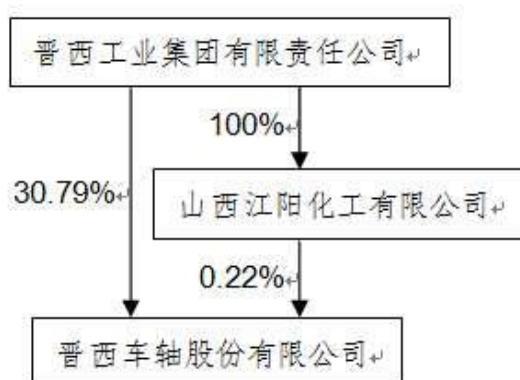 晋西工业集团有限责任公司
100%
30.79%
山西江阳化工有限公司
0.22%
晋西车轴股份有限公司